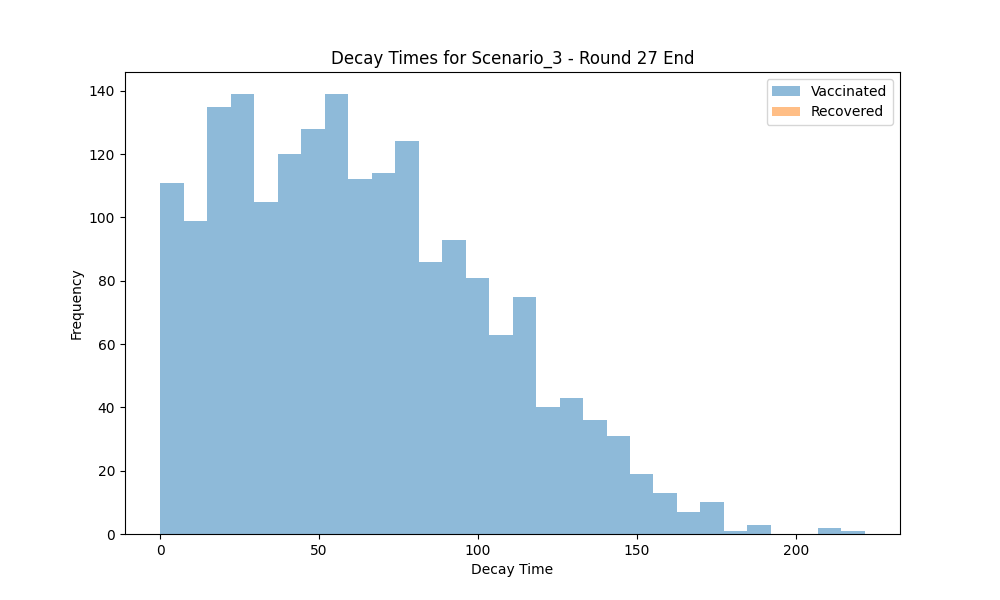 Decay Times for Scenario_3 - Round 27 End
Vaccinated
Recovered
140
120
100
80
60
40
20
0
Frequency
0 50 100 150 200
Decay Time